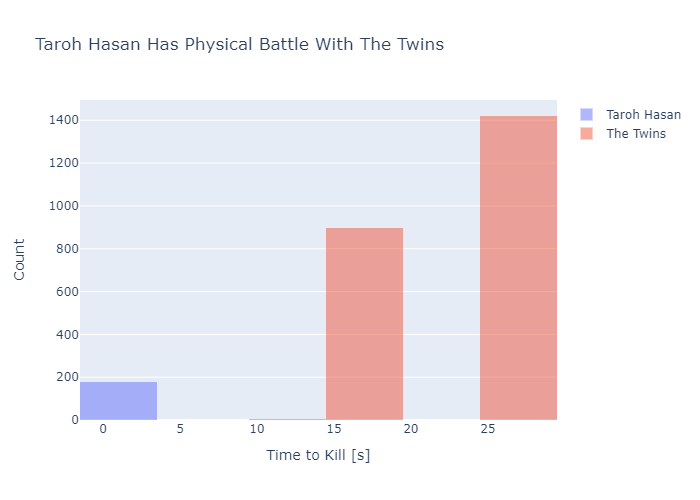 Taroh Hasan Has Physical Battle With The Twins
Taroh Hasan
The Twins
1400
1200
1000
800
600
400
200
0
Count
0 5 10 15 20 25
Time to Kill [s]